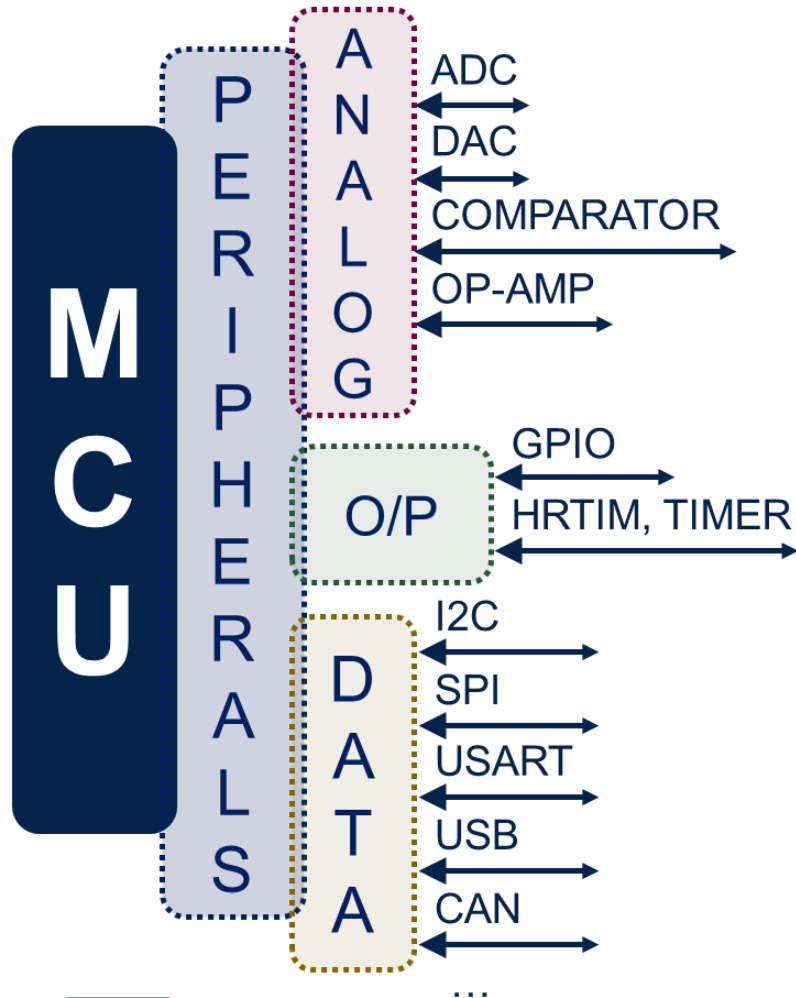 MCU
PERIPHERALS
ANALOG
ADC
DAC
COMPARATOR
OP-AMP
O/P
GPIO
HRTIM, TIMER
DATA
I2C
SPI
USART
USB
CAN
...